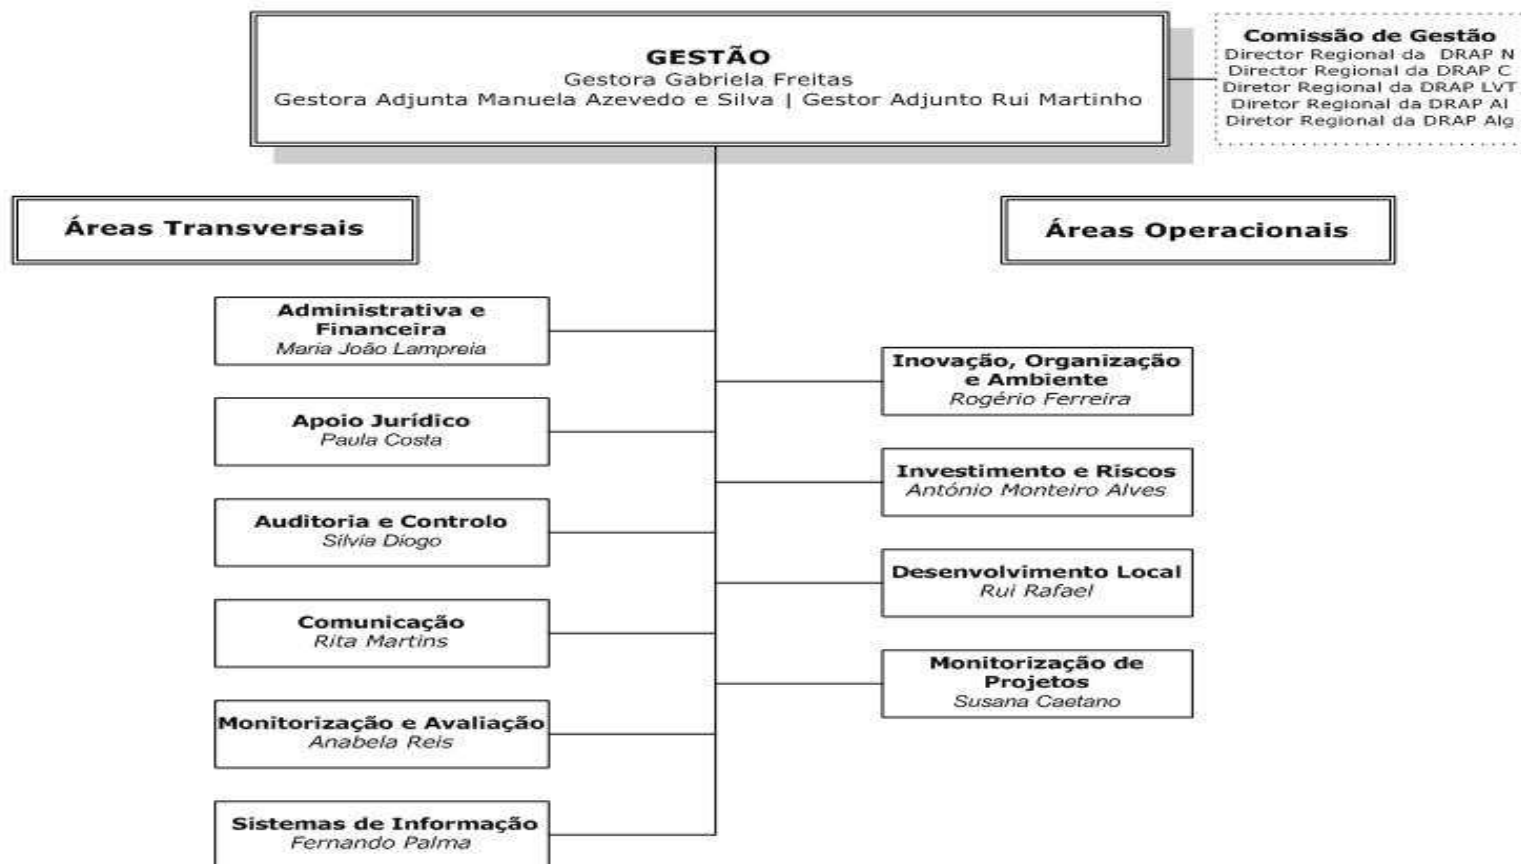 GESTÃO
Gestora Gabriela Freitas
Gestora Adjunta Manuela Azevedo e Silva | Gestor Adjunto Rui Martinho
Comissão de Gestão
Director Regional da DRAP N
Director Regional da DRAP C
Diretor Regional da DRAP LVT
Diretor Regional da DRAP Al
Diretor Regional da DRAP Alg
Áreas Transversais
Administrativa e
Financeira
Maria João Lampreia
Apoio Jurídico
Paula Costa
Auditoria e Controlo
Silvia Diogo
Comunicação
Rita Martins
Monitorização e Avaliação
Anabela Reis
Sistemas de Informação
Fernando Palma
Áreas Operacionais
Inovação, Organização
e Ambiente
Rogério Ferreira
Investimento e Riscos
António Monteiro Alves
Desenvolvimento Local
Rui Rafael
Monitorização de
Projetos
Susana Caetano